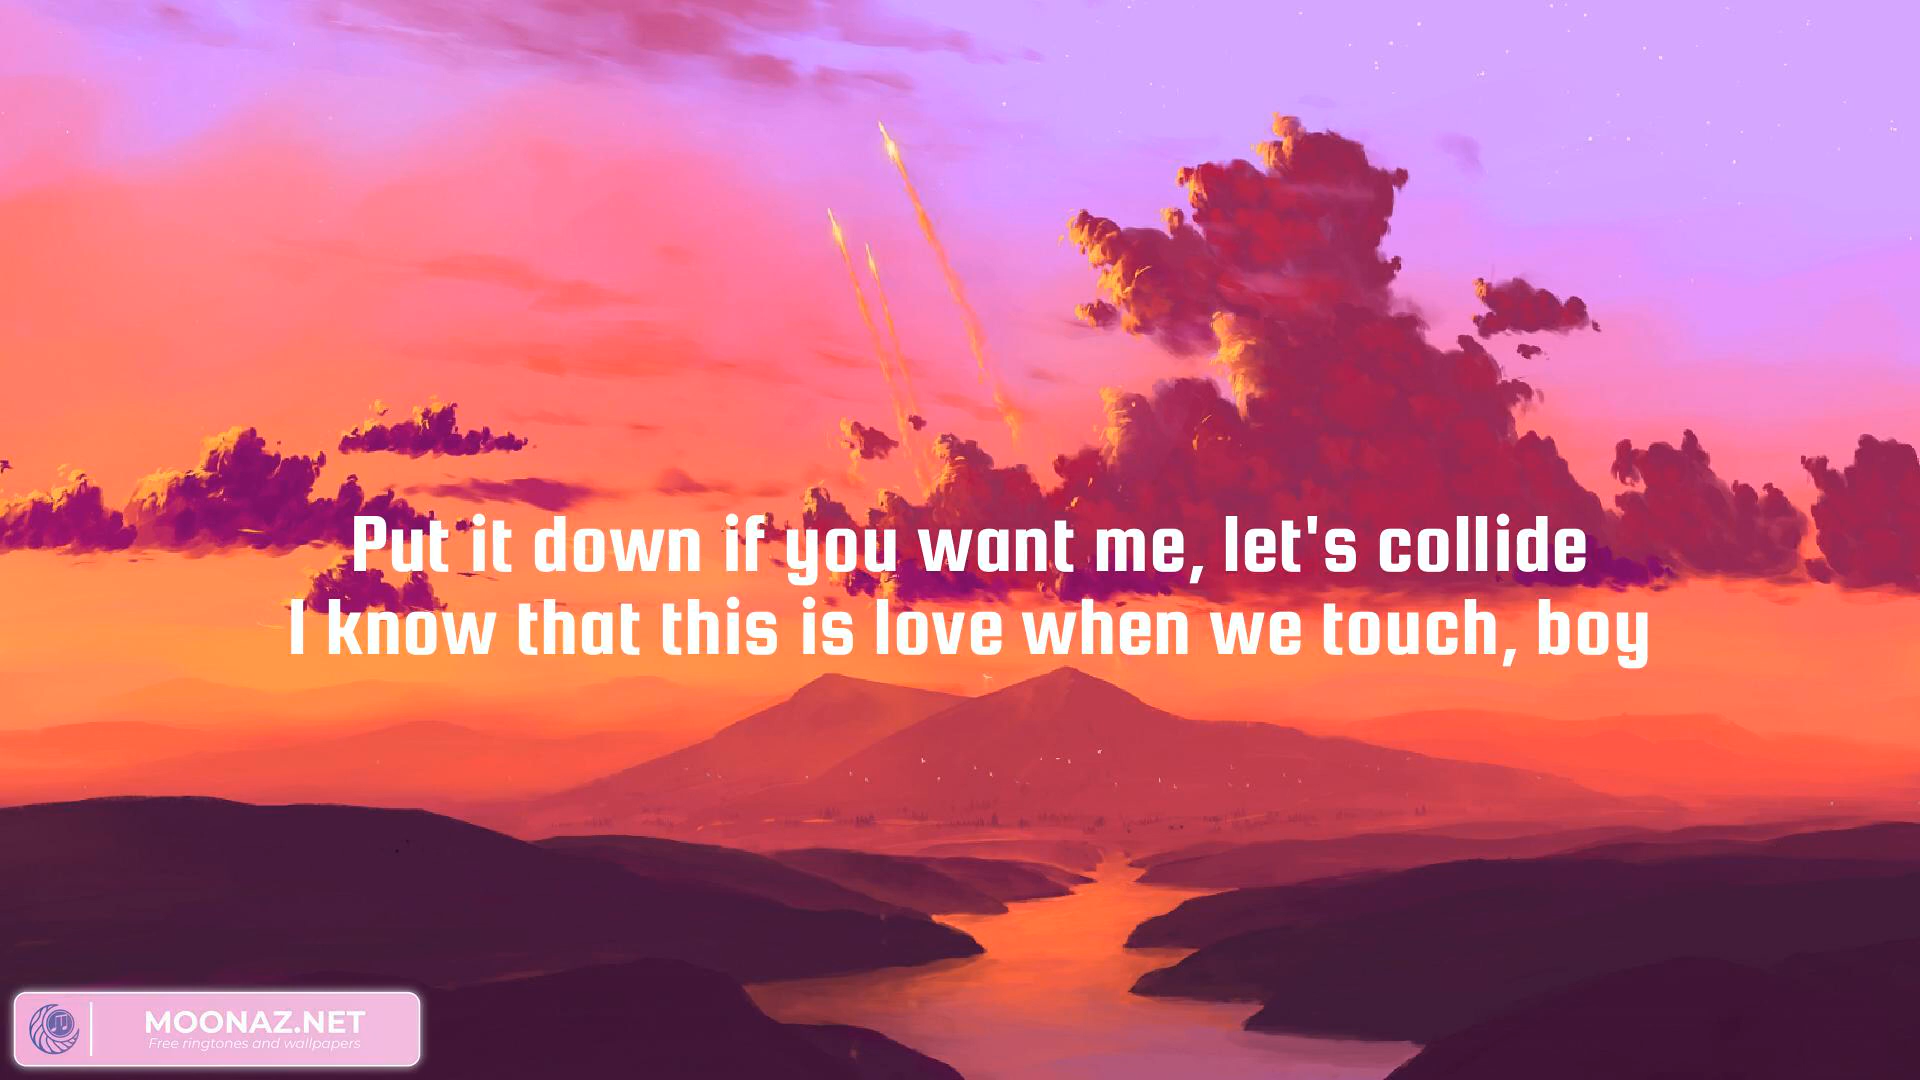 Put it down if you want me, let's collide
I know that this is love when we touch, boy
MOONAZ.NET
Free ringtones and wallpapers